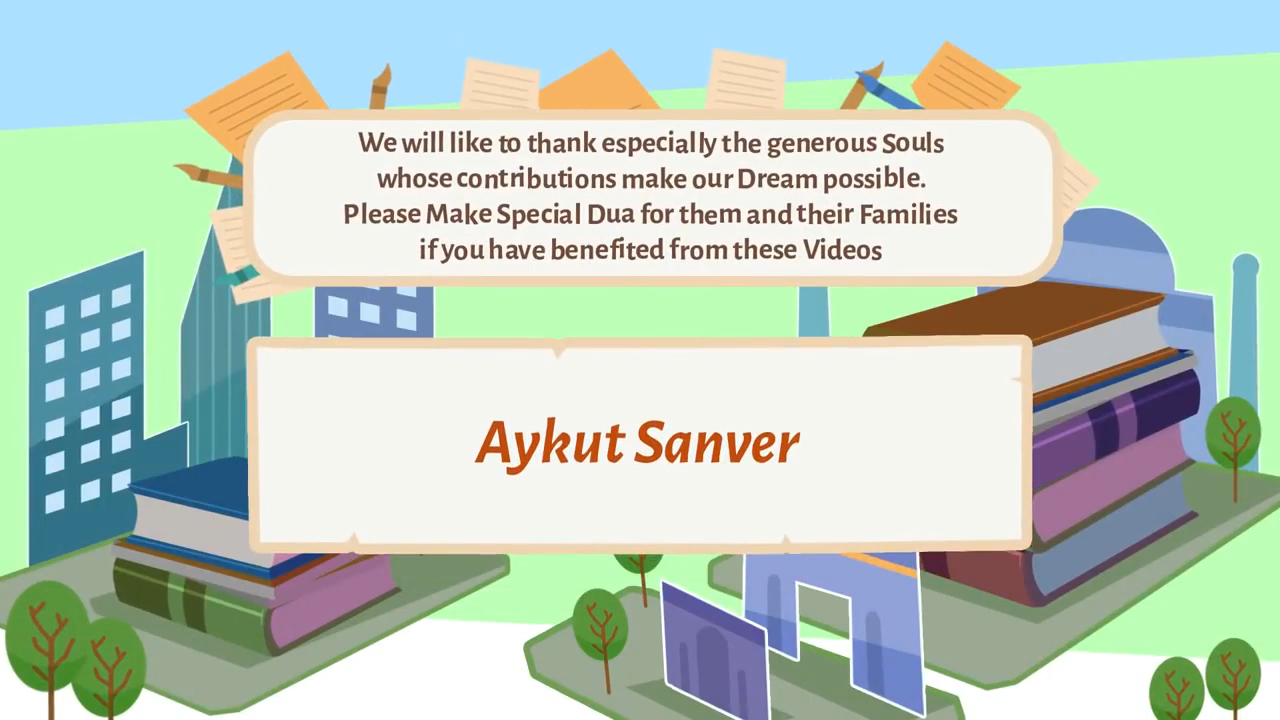 We will like to thank especially the generous Souls
whose contributions make our Dream possible.
Please Make Special Dua for them and their Families
if you have benefited from these Videos
Aykut Sanver